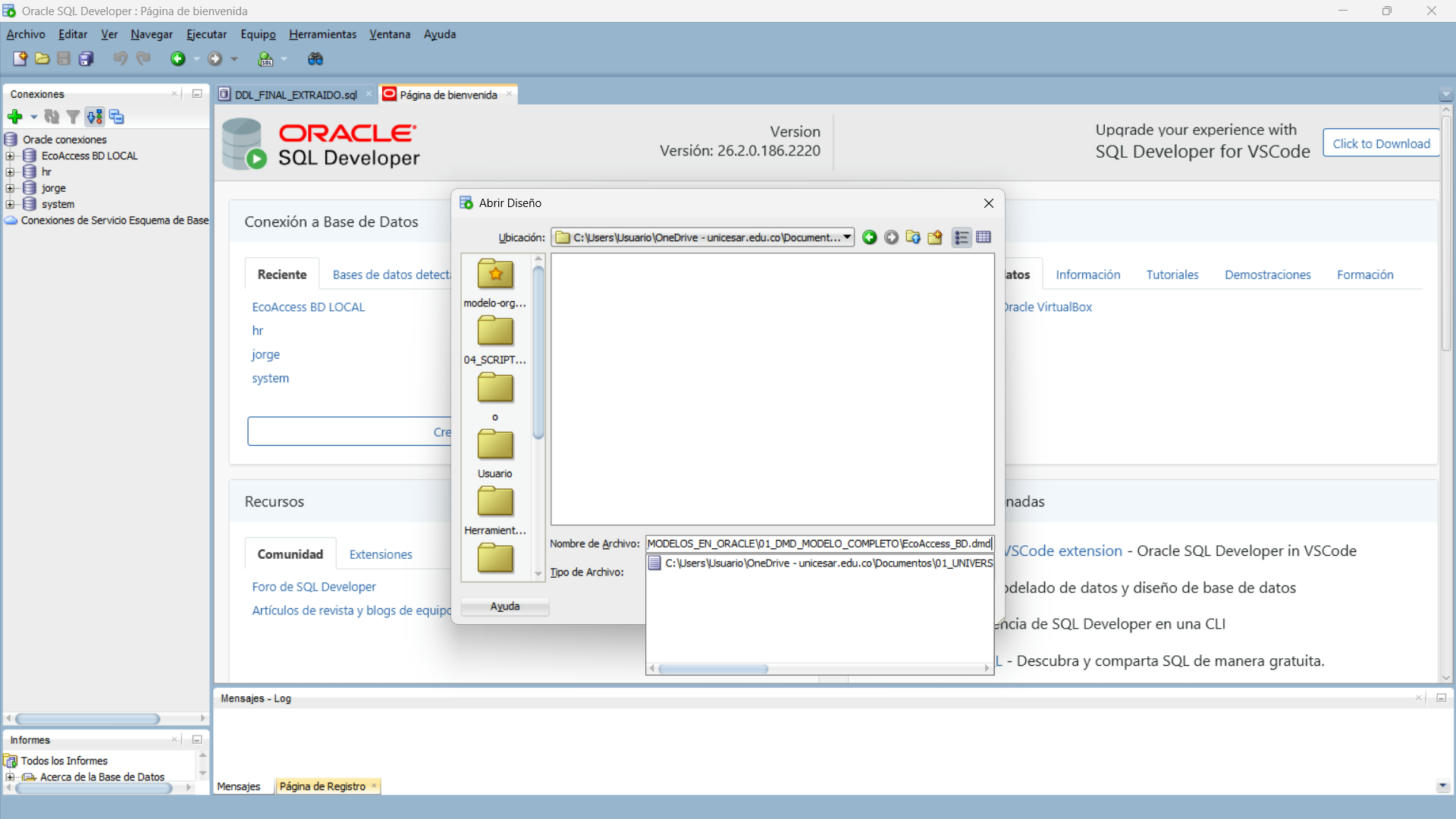 Oracle SQL Developer : Página de bienvenida
Archivo Editar Ver Navegar Ejecutar Equipo Herramientas Ventana Ayuda
Conexiones
Oracle conexiones
EcoAccess BD LOCAL
hr
jorge
system
Conexiones de Servicio Esquema de Base
DDL_FINAL_EXTRAIDO.sql
Página de bienvenida
ORACLE
SQL Developer
Version
Versión: 26.2.0.186.2220
Upgrade your experience with
SQL Developer for VSCode
Click to Download
Conexión a Base de Datos
Reciente
Bases de datos detect
EcoAccess BD LOCAL
hr
jorge
system
Cre
atos
Información
Tutoriales
Demostraciones
Formación
Oracle VirtualBox
Abrir Diseño
Ubicación:
C:\Users\Usuario\OneDrive - unicesar.edu.co\Document...
modelo-org...
04_SCRIPT...
o
Usuario
Herramient...
Nombre de Archivo:
MODELOS_EN_ORACLE\01_DMD_MODELO_COMPLETO\EcoAccess_BD.dmd
C:\Users\Usuario\OneDrive - unicesar.edu.co\Documentos\01_UNIVERS
Tipo de Archivo:
Ayuda
Recursos
Comunidad
Extensiones
Foro de SQL Developer
Artículos de revista y blogs de equipo
nadas
VSCode extension - Oracle SQL Developer in VSCode
odelado de datos y diseño de base de datos
encia de SQL Developer en una CLI
L - Descubra y comparta SQL de manera gratuita.
Mensajes - Log
Mensajes
Página de Registro
Informes
Todos los Informes
Acerca de la Base de Datos